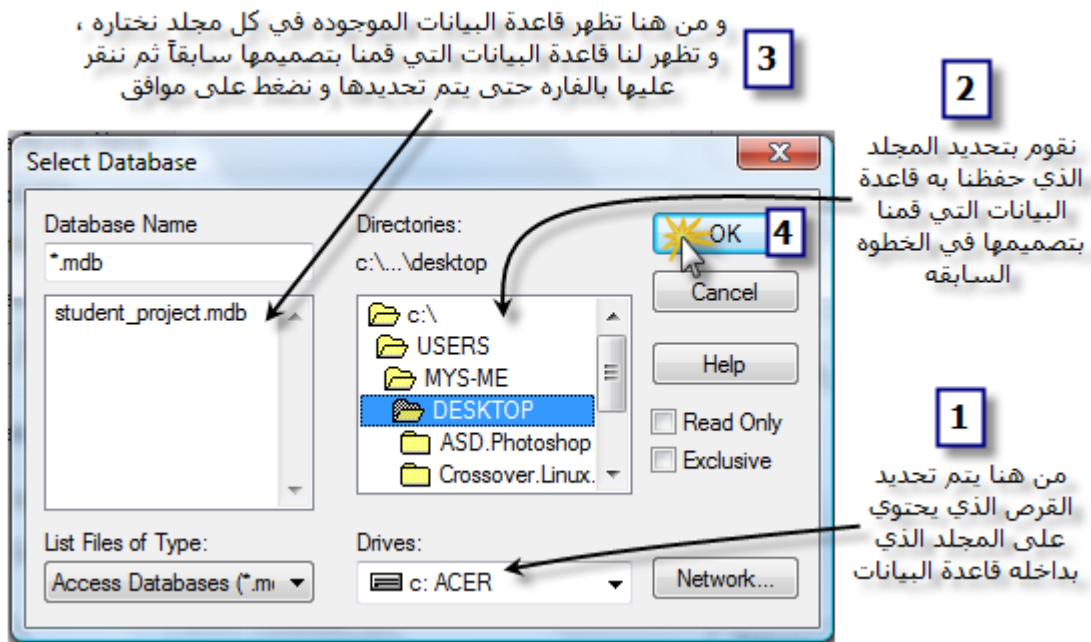 و من هنا تظهر قاعدة البيانات الموجوده في كل مجلد نختاره ،
و تظهر لنا قاعدة البيانات التي قمنا بتصميمها سابقاً ثم ننقر
عليها بالفاره حتى يتم تحديدها و نضغط على موافق
3
2
نقوم بتحديد المجلد
الذي حفظنا به قاعدة
البيانات التي قمنا
بتصميمها في الخطوه
السابقه
Select Database
Database Name
*.mdb
student_project.mdb
List Files of Type:
Access Databases (*.m
Directories:
c:\...\desktop
c:\
USERS
MYS-ME
DESKTOP
ASD.Photoshop
Crossover.Linux.
Drives:
c: ACER
OK
4
Cancel
Help
Read Only
Exclusive
Network...
1
من هنا يتم تحديد
القرص الذي يحتوي
على المجلد الذي
بداخله قاعدة البيانات